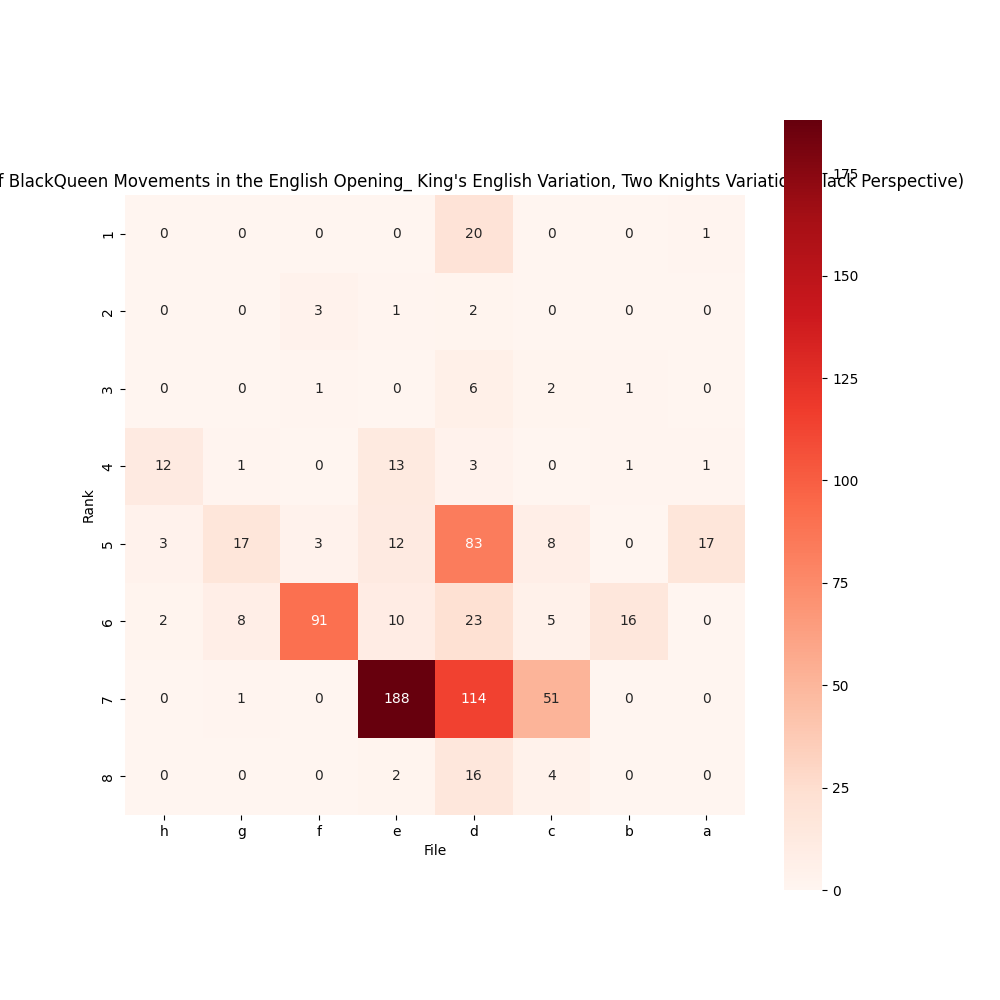 f BlackQueen Movements in the English Opening_ King's English Variation, Two Knights Variation Perspective)
175
1 0 0 0 0 20 0 0 1
150
2 0 0 3 1 2 0 0 0
125
3 0 0 1 0 6 2 1 0
4 12 1 0 13 3 0 1 1
100
Rank
5 3 17 3 12 83 8 0 17
75
6 2 8 91 10 23 5 16 0
50
7 0 1 0 188 114 51 0 0
8 0 0 0 2 16 4 0 0
25
h g f e d c b a
File
0